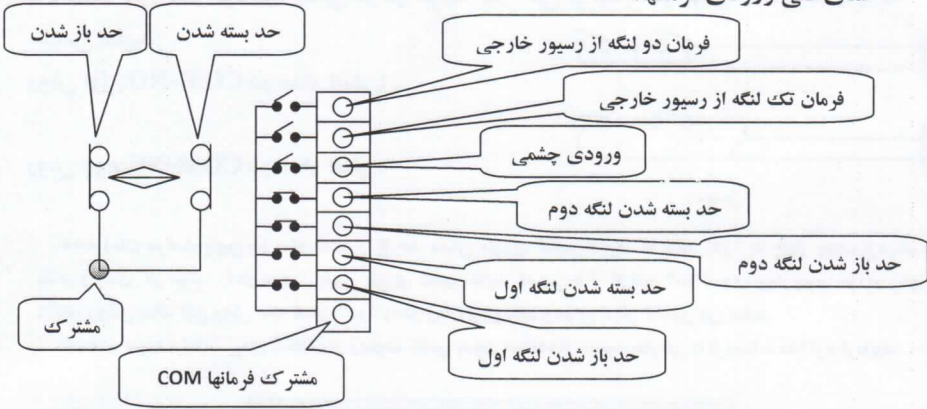 حد باز شدن
حد بسته شدن
فرمان دو لنگه از رسیور خارجی
فرمان تک لنگه از رسیور خارجی
ورودی چشمی
حد بسته شدن لنگه دوم
حد باز شدن لنگه دوم
حد بسته شدن لنگه اول
حد باز شدن لنگه اول
مشترک
مشترک فرمانها COM